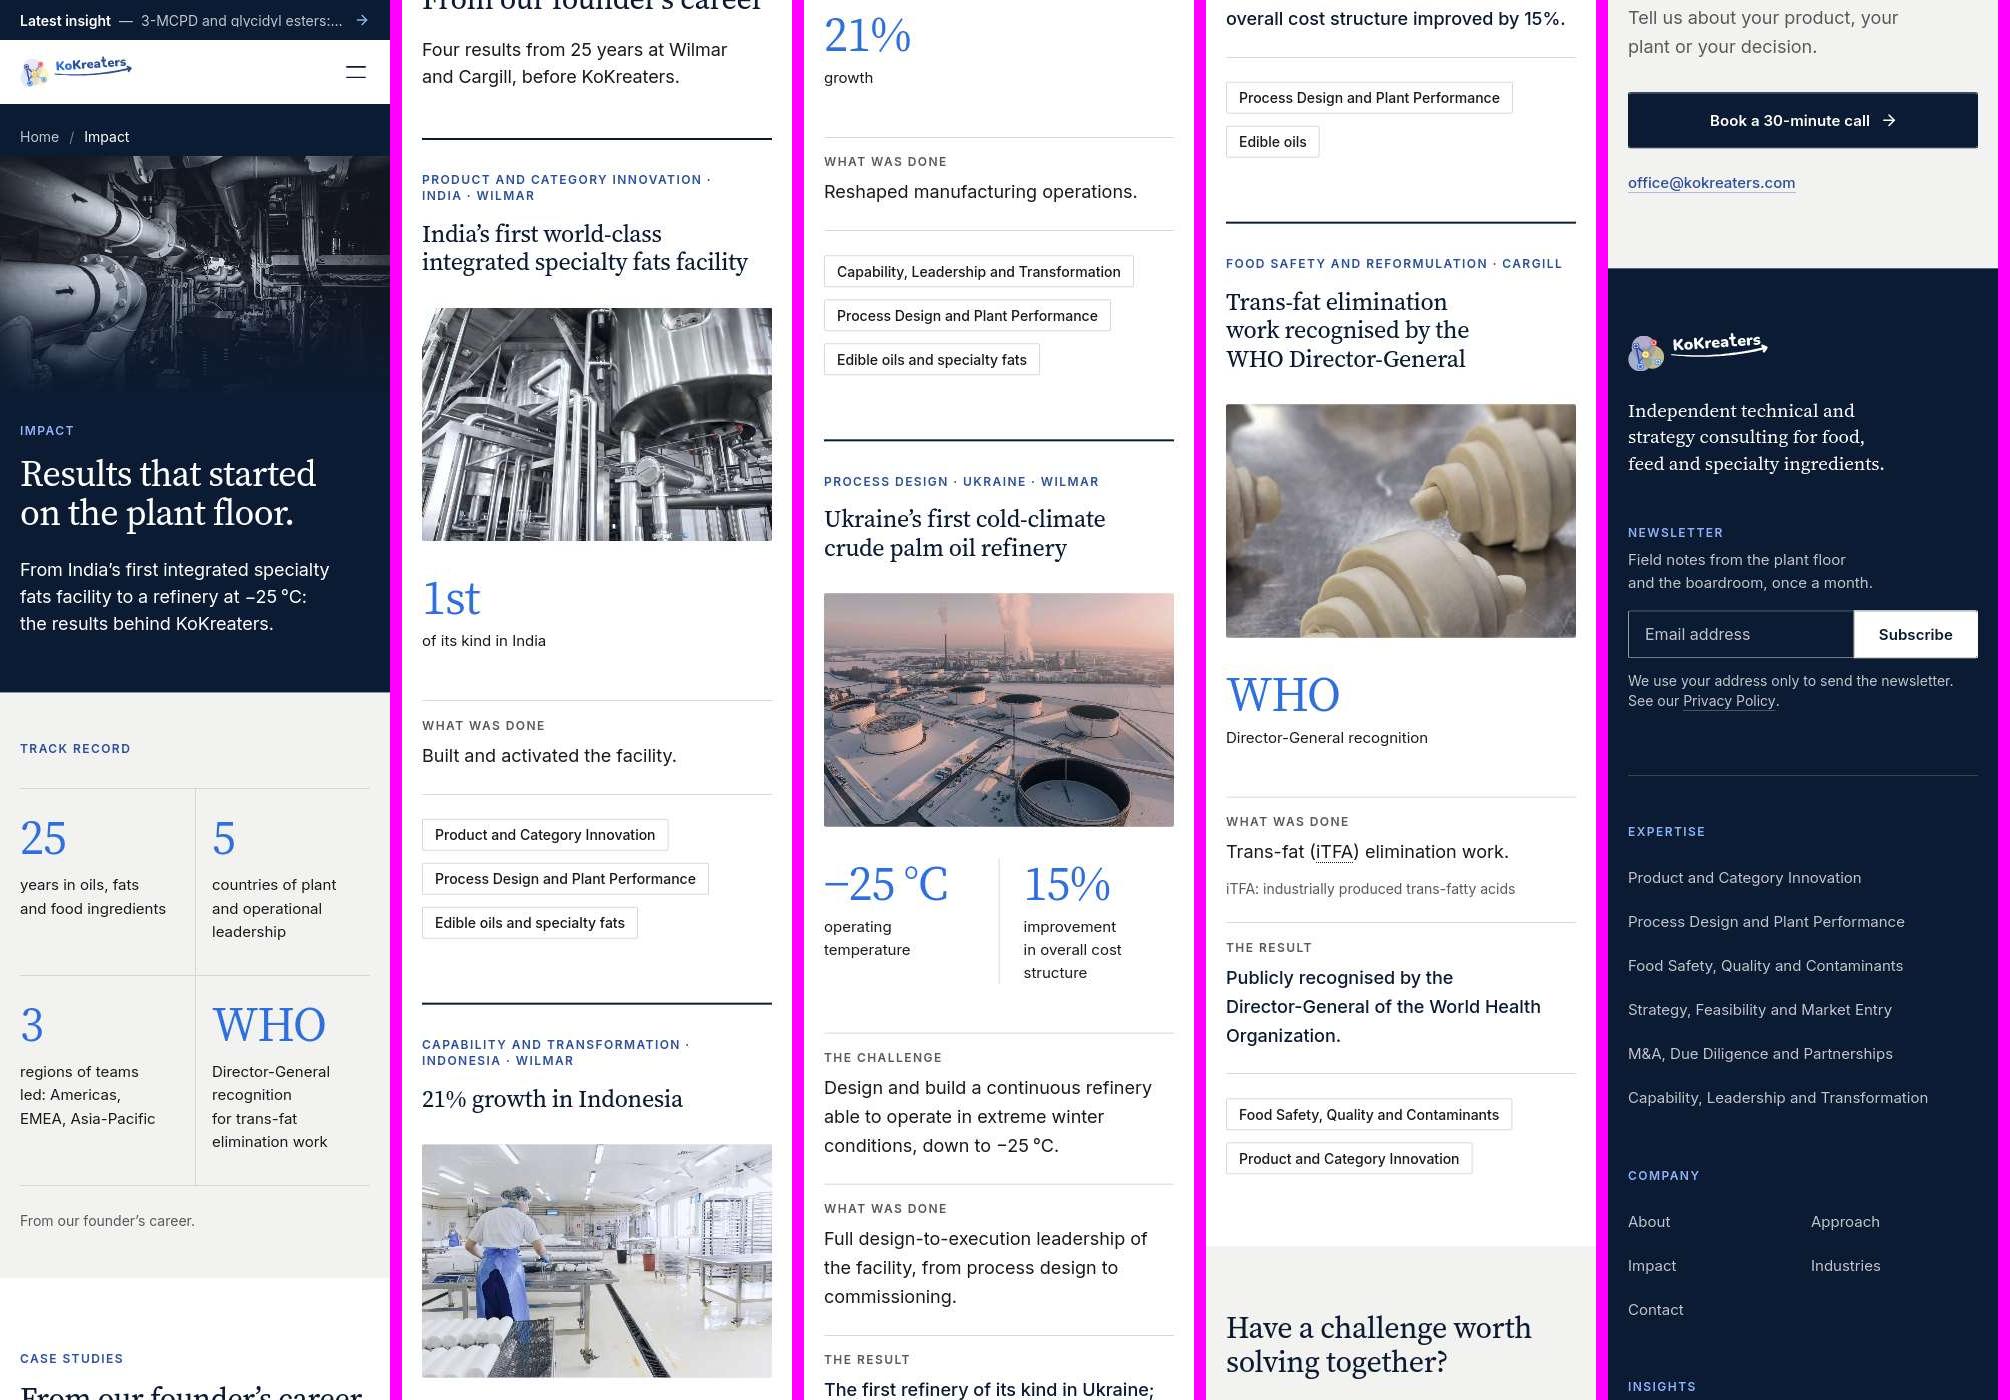 Latest insight — 3-MCPD and glycidyl esters:...
KoKreaters
Home / Impact
IMPACT
Results that started
on the plant floor.
From India’s first integrated specialty
fats facility to a refinery at −25 °C:
the results behind KoKreaters.
TRACK RECORD
25
years in oils, fats
and food ingredients
5
countries of plant
and operational
leadership
3
regions of teams
led: Americas,
EMEA, Asia-Pacific
WHO
Director-General
recognition
for trans-fat
elimination work
From our founder’s career.
CASE STUDIES
From our founder’s career
From our founder’s career
Four results from 25 years at Wilmar
and Cargill, before KoKreaters.
PRODUCT AND CATEGORY INNOVATION ·
INDIA · WILMAR
India’s first world-class
integrated specialty fats facility
1st
of its kind in India
WHAT WAS DONE
Built and activated the facility.
Product and Category Innovation
Process Design and Plant Performance
Edible oils and specialty fats
CAPABILITY AND TRANSFORMATION ·
INDONESIA · WILMAR
21% growth in Indonesia
21%
growth
WHAT WAS DONE
Reshaped manufacturing operations.
Capability, Leadership and Transformation
Process Design and Plant Performance
Edible oils and specialty fats
PROCESS DESIGN · UKRAINE · WILMAR
Ukraine’s first cold-climate
crude palm oil refinery
−25 °C
operating
temperature
15%
improvement
in overall cost
structure
THE CHALLENGE
Design and build a continuous refinery
able to operate in extreme winter
conditions, down to −25 °C.
WHAT WAS DONE
Full design-to-execution leadership of
the facility, from process design to
commissioning.
THE RESULT
The first refinery of its kind in Ukraine;
overall cost structure improved by 15%.
Process Design and Plant Performance
Edible oils
FOOD SAFETY AND REFORMULATION · CARGILL
Trans-fat elimination
work recognised by the
WHO Director-General
WHO
Director-General recognition
WHAT WAS DONE
Trans-fat (iTFA) elimination work.
iTFA: industrially produced trans-fatty acids
THE RESULT
Publicly recognised by the
Director-General of the World Health
Organization.
Food Safety, Quality and Contaminants
Product and Category Innovation
Have a challenge worth
solving together?
Tell us about your product, your
plant or your decision.
Book a 30-minute call
office@kokreaters.com
KoKreaters
Independent technical and
strategy consulting for food,
feed and specialty ingredients.
NEWSLETTER
Field notes from the plant floor
and the boardroom, once a month.
Email address
Subscribe
We use your address only to send the newsletter.
See our Privacy Policy.
EXPERTISE
Product and Category Innovation
Process Design and Plant Performance
Food Safety, Quality and Contaminants
Strategy, Feasibility and Market Entry
M&A, Due Diligence and Partnerships
Capability, Leadership and Transformation
COMPANY
About
Approach
Impact
Industries
Contact
INSIGHTS